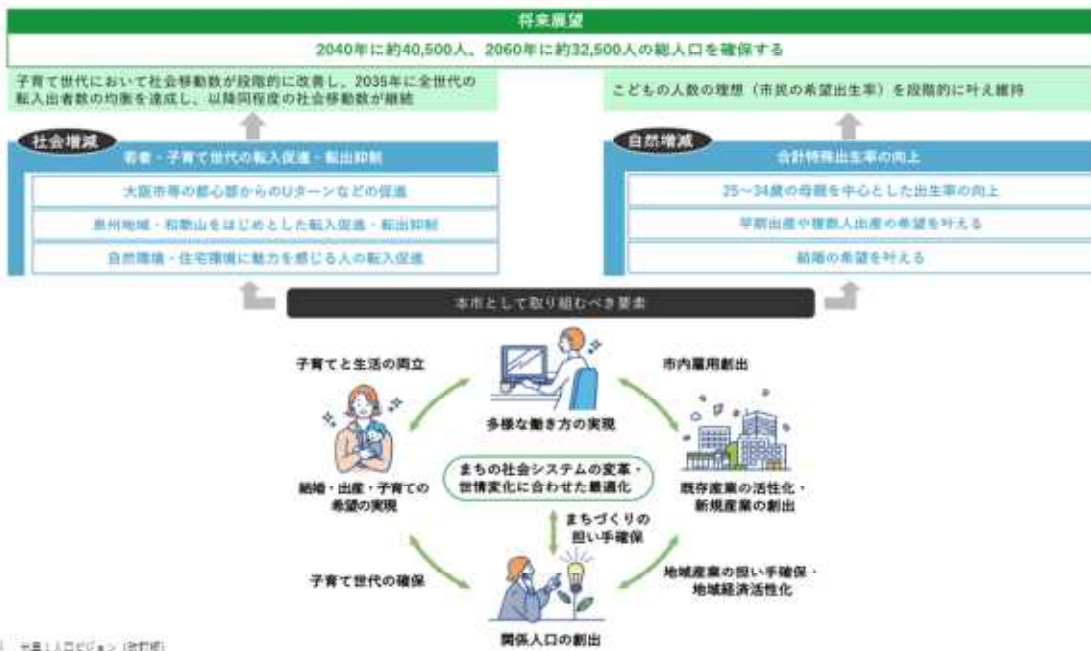 将来展望
2040年に約40,500人、2060年に約32,500人の総人口を確保する
子育て世代において社会移動数が段階的に改善し、2035年に全世代の
転入出者数の均衡を達成し、以降同程度の社会移動数が継続
こどもの人数の理想（市民の希望出生率）を段階的に叶え維持
社会増減
若者・子育て世代の転入促進・転出抑制
大阪市等の都心部からのUターンなどの促進
泉州地域・和歌山をはじめとした転入促進・転出抑制
自然環境・住宅環境に魅力を感じる人の転入促進
自然増減
合計特殊出生率の向上
25～34歳の母親を中心とした出生率の向上
早期出産や複数人出産の希望を叶える
結婚の希望を叶える
本市として取り組むべき要素
子育てと生活の両立
市内雇用創出
多様な働き方の実現
まちの社会システムの変革・
世情変化に合わせた最適化
結婚・出産・子育ての
希望の実現
既存産業の活性化・
新規産業の創出
まちづくりの
担い手確保
子育て世代の確保
地域産業の担い手確保・
地域経済活性化
関係人口の創出
出典：人口ビジョン（改訂版）